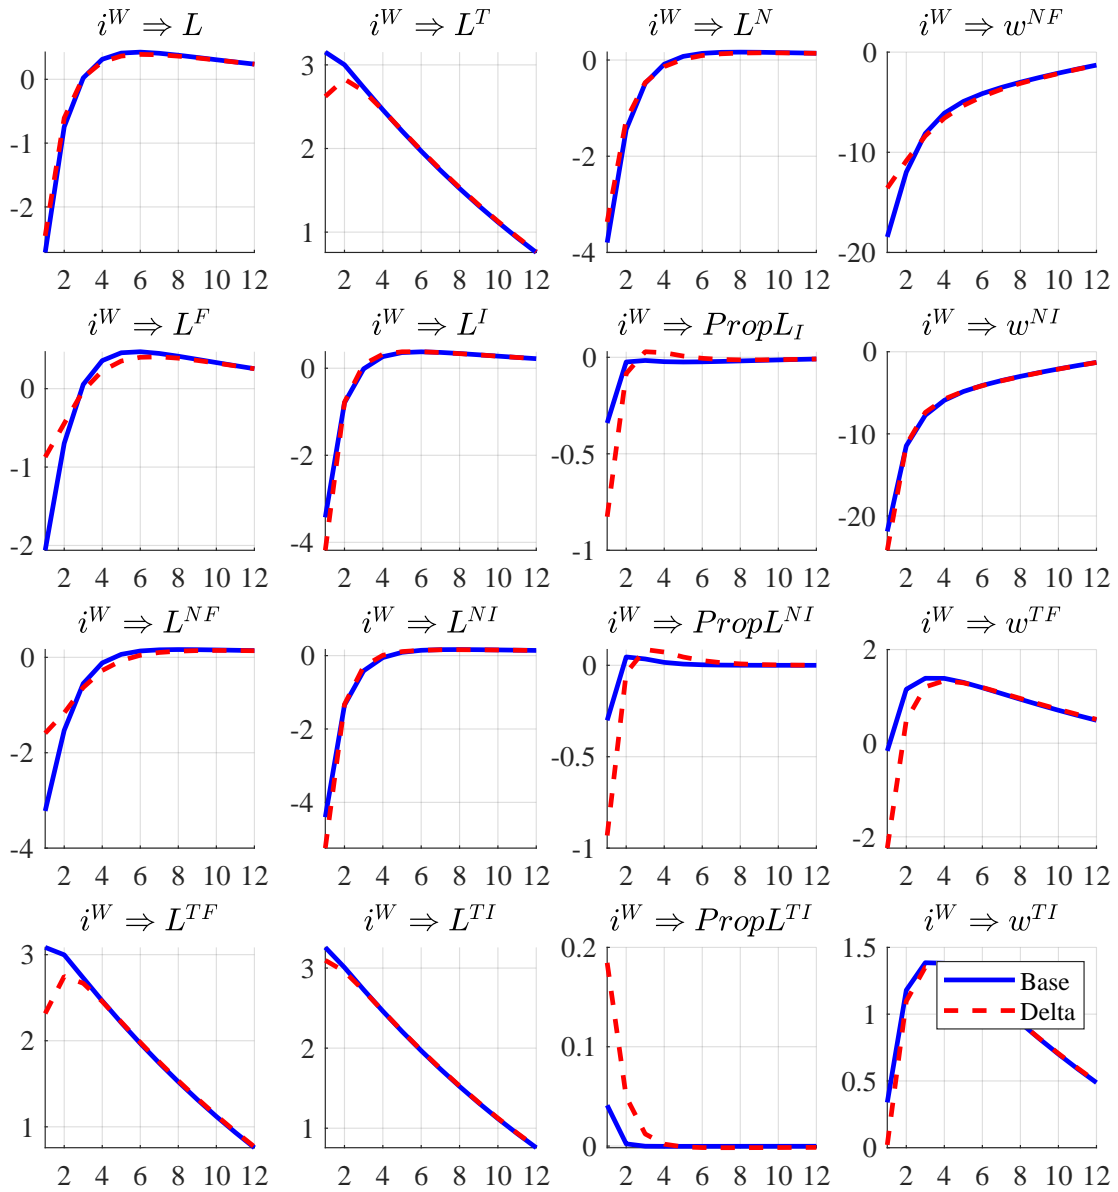 i^W ⇒ L i^W ⇒ L^T i^W ⇒ L^N i^W ⇒ w^{NF}
0 -1 -2 2 4 6 8 10 12
3 2 1 2 4 6 8 10 12
0 -2 -4 2 4 6 8 10 12
0 -10 -20 2 4 6 8 10 12
i^W ⇒ L^F i^W ⇒ L^I i^W ⇒ PropL_I i^W ⇒ w^{NI}
0 -1 -2 2 4 6 8 10 12
0 -2 -4 2 4 6 8 10 12
0 -0.5 -1 2 4 6 8 10 12
0 -10 -20 2 4 6 8 10 12
i^W ⇒ L^{NF} i^W ⇒ L^{NI} i^W ⇒ PropL^{NI} i^W ⇒ w^{TF}
0 -2 -4 2 4 6 8 10 12
0 -2 -4 2 4 6 8 10 12
0 -0.5 -1 2 4 6 8 10 12
2 0 -2 2 4 6 8 10 12
i^W ⇒ L^{TF} i^W ⇒ L^{TI} i^W ⇒ PropL^{TI} i^W ⇒ w^{TI}
3 2 1 2 4 6 8 10 12
3 2 1 2 4 6 8 10 12
0.2 0.1 0 2 4 6 8 10 12
1.5 1 0.5 0 2 4 6 8 10 12
Base
Delta